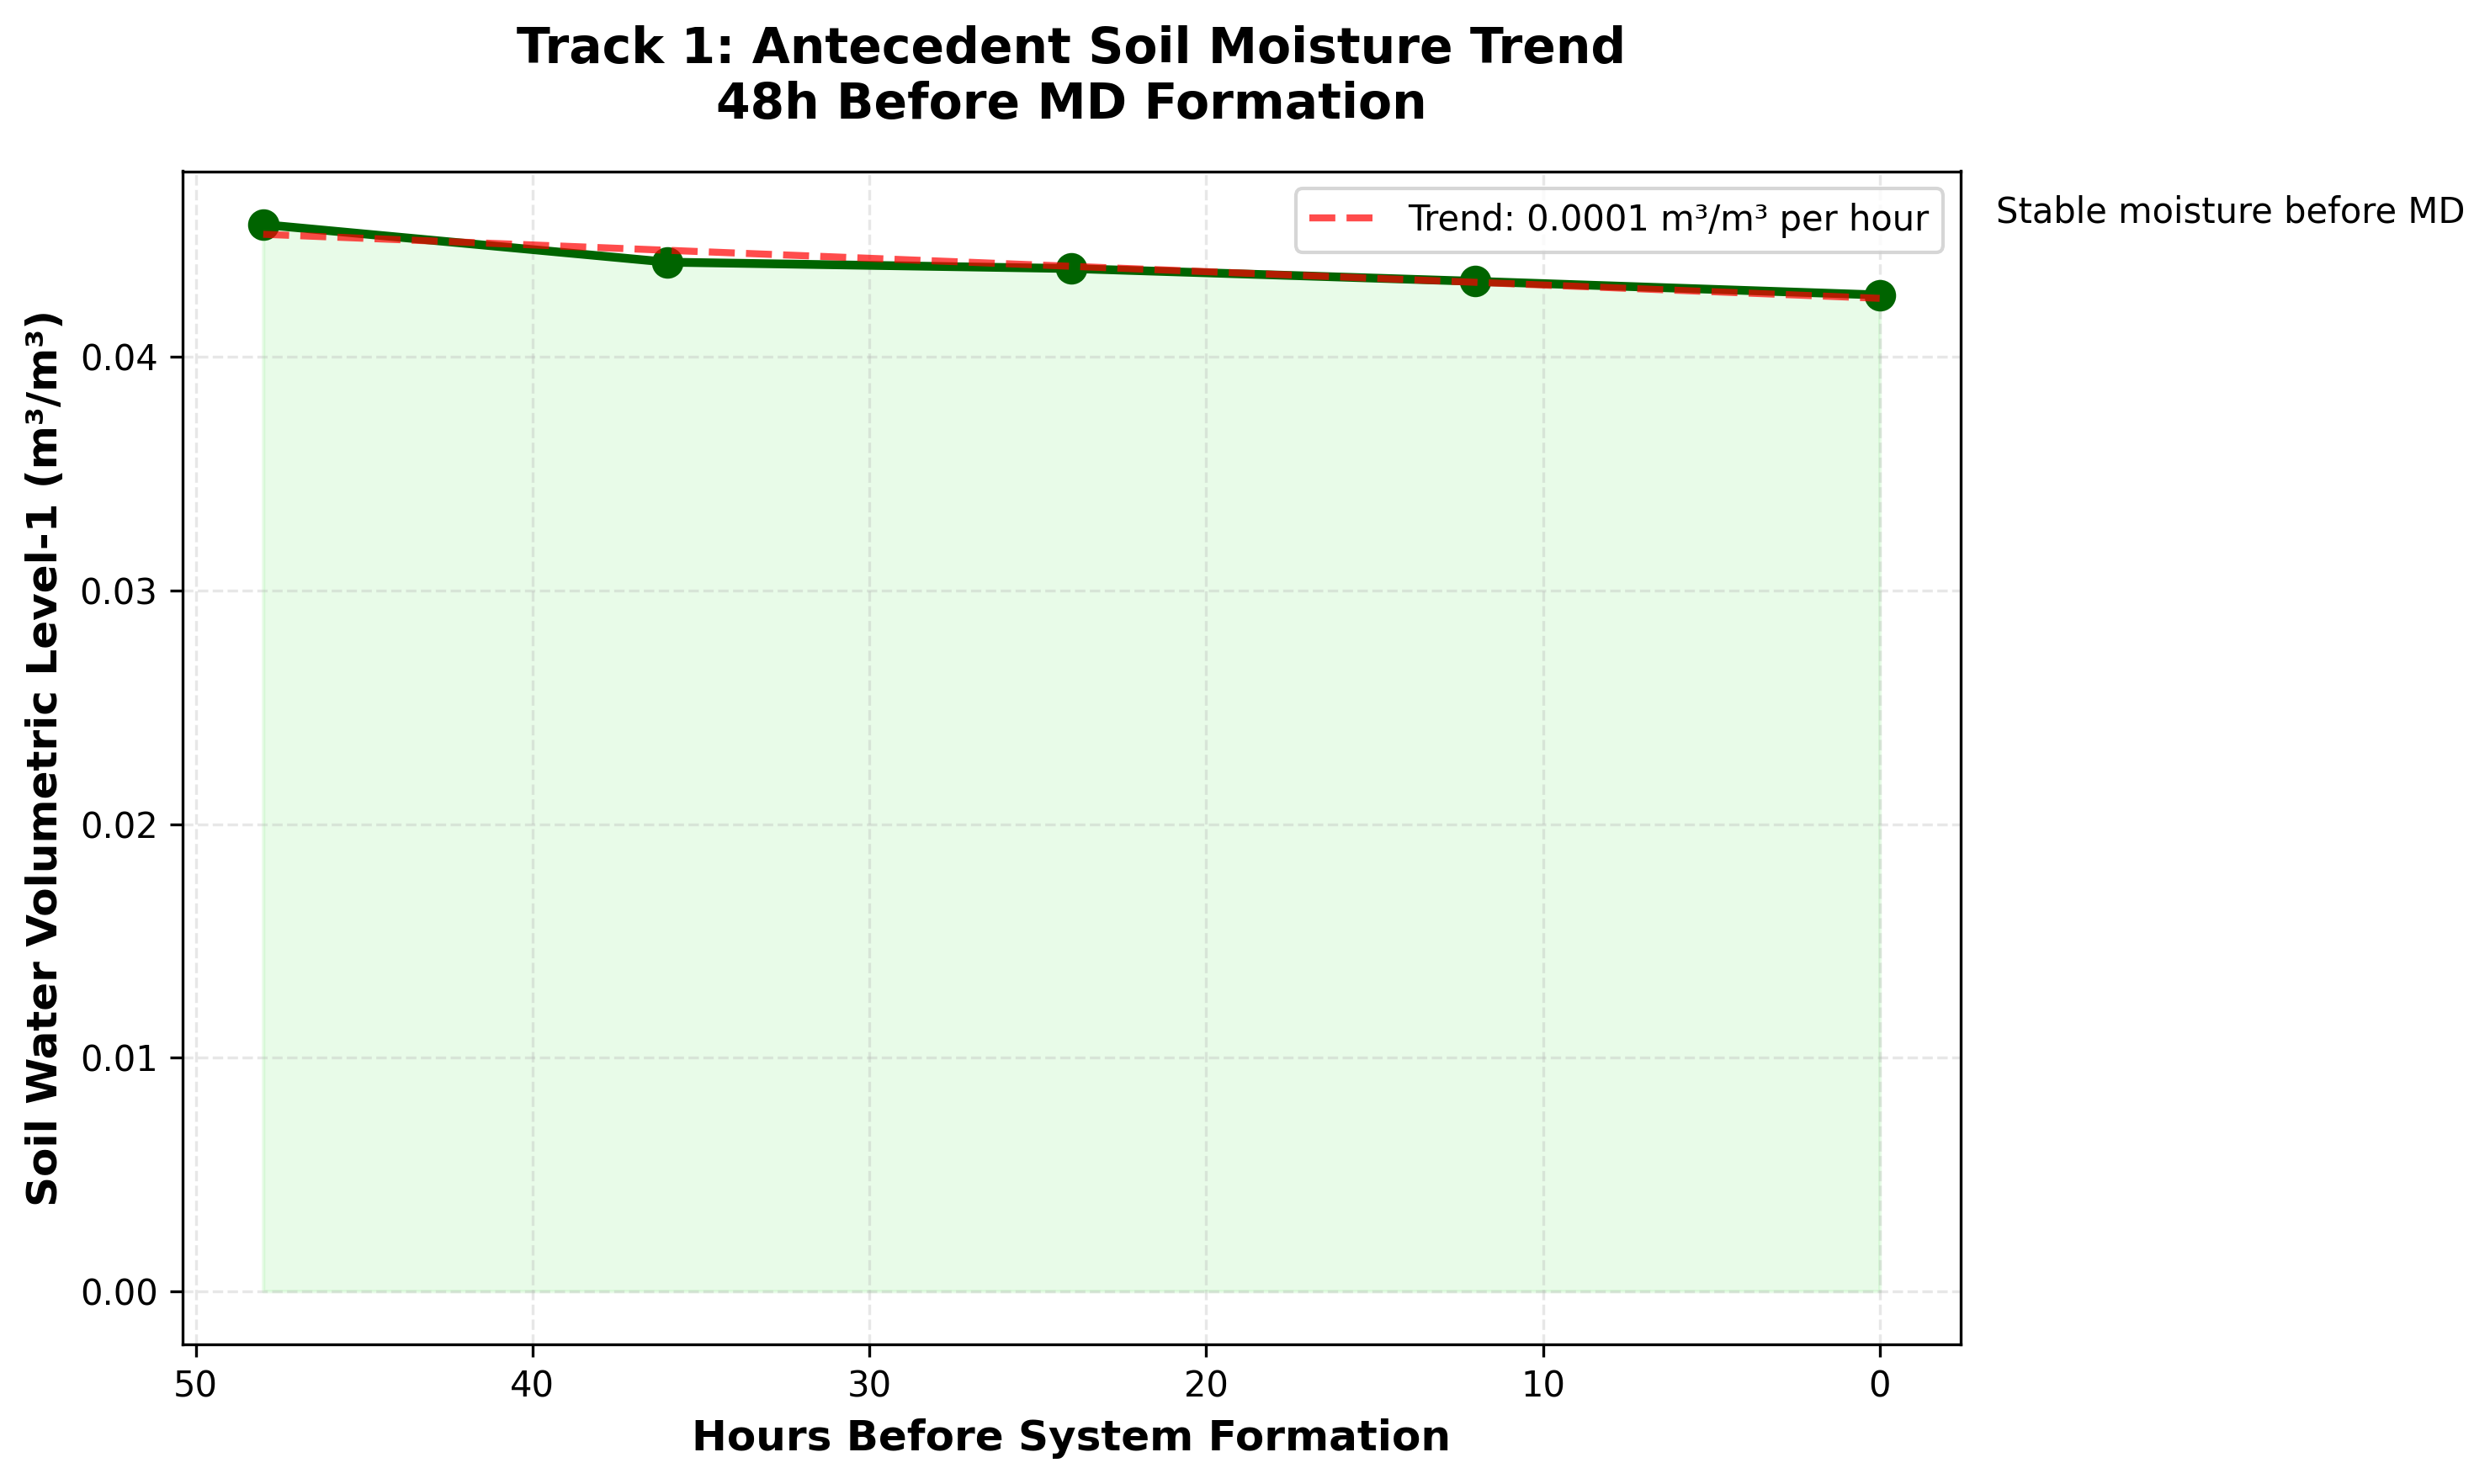 Track 1: Antecedent Soil Moisture Trend
48h Before MD Formation
Trend: 0.0001 m³/m³ per hour
Stable moisture before MD
Soil Water Volumetric Level-1 (m³/m³)
0.04
0.03
0.02
0.01
0.00
50 40 30 20 10 0
Hours Before System Formation